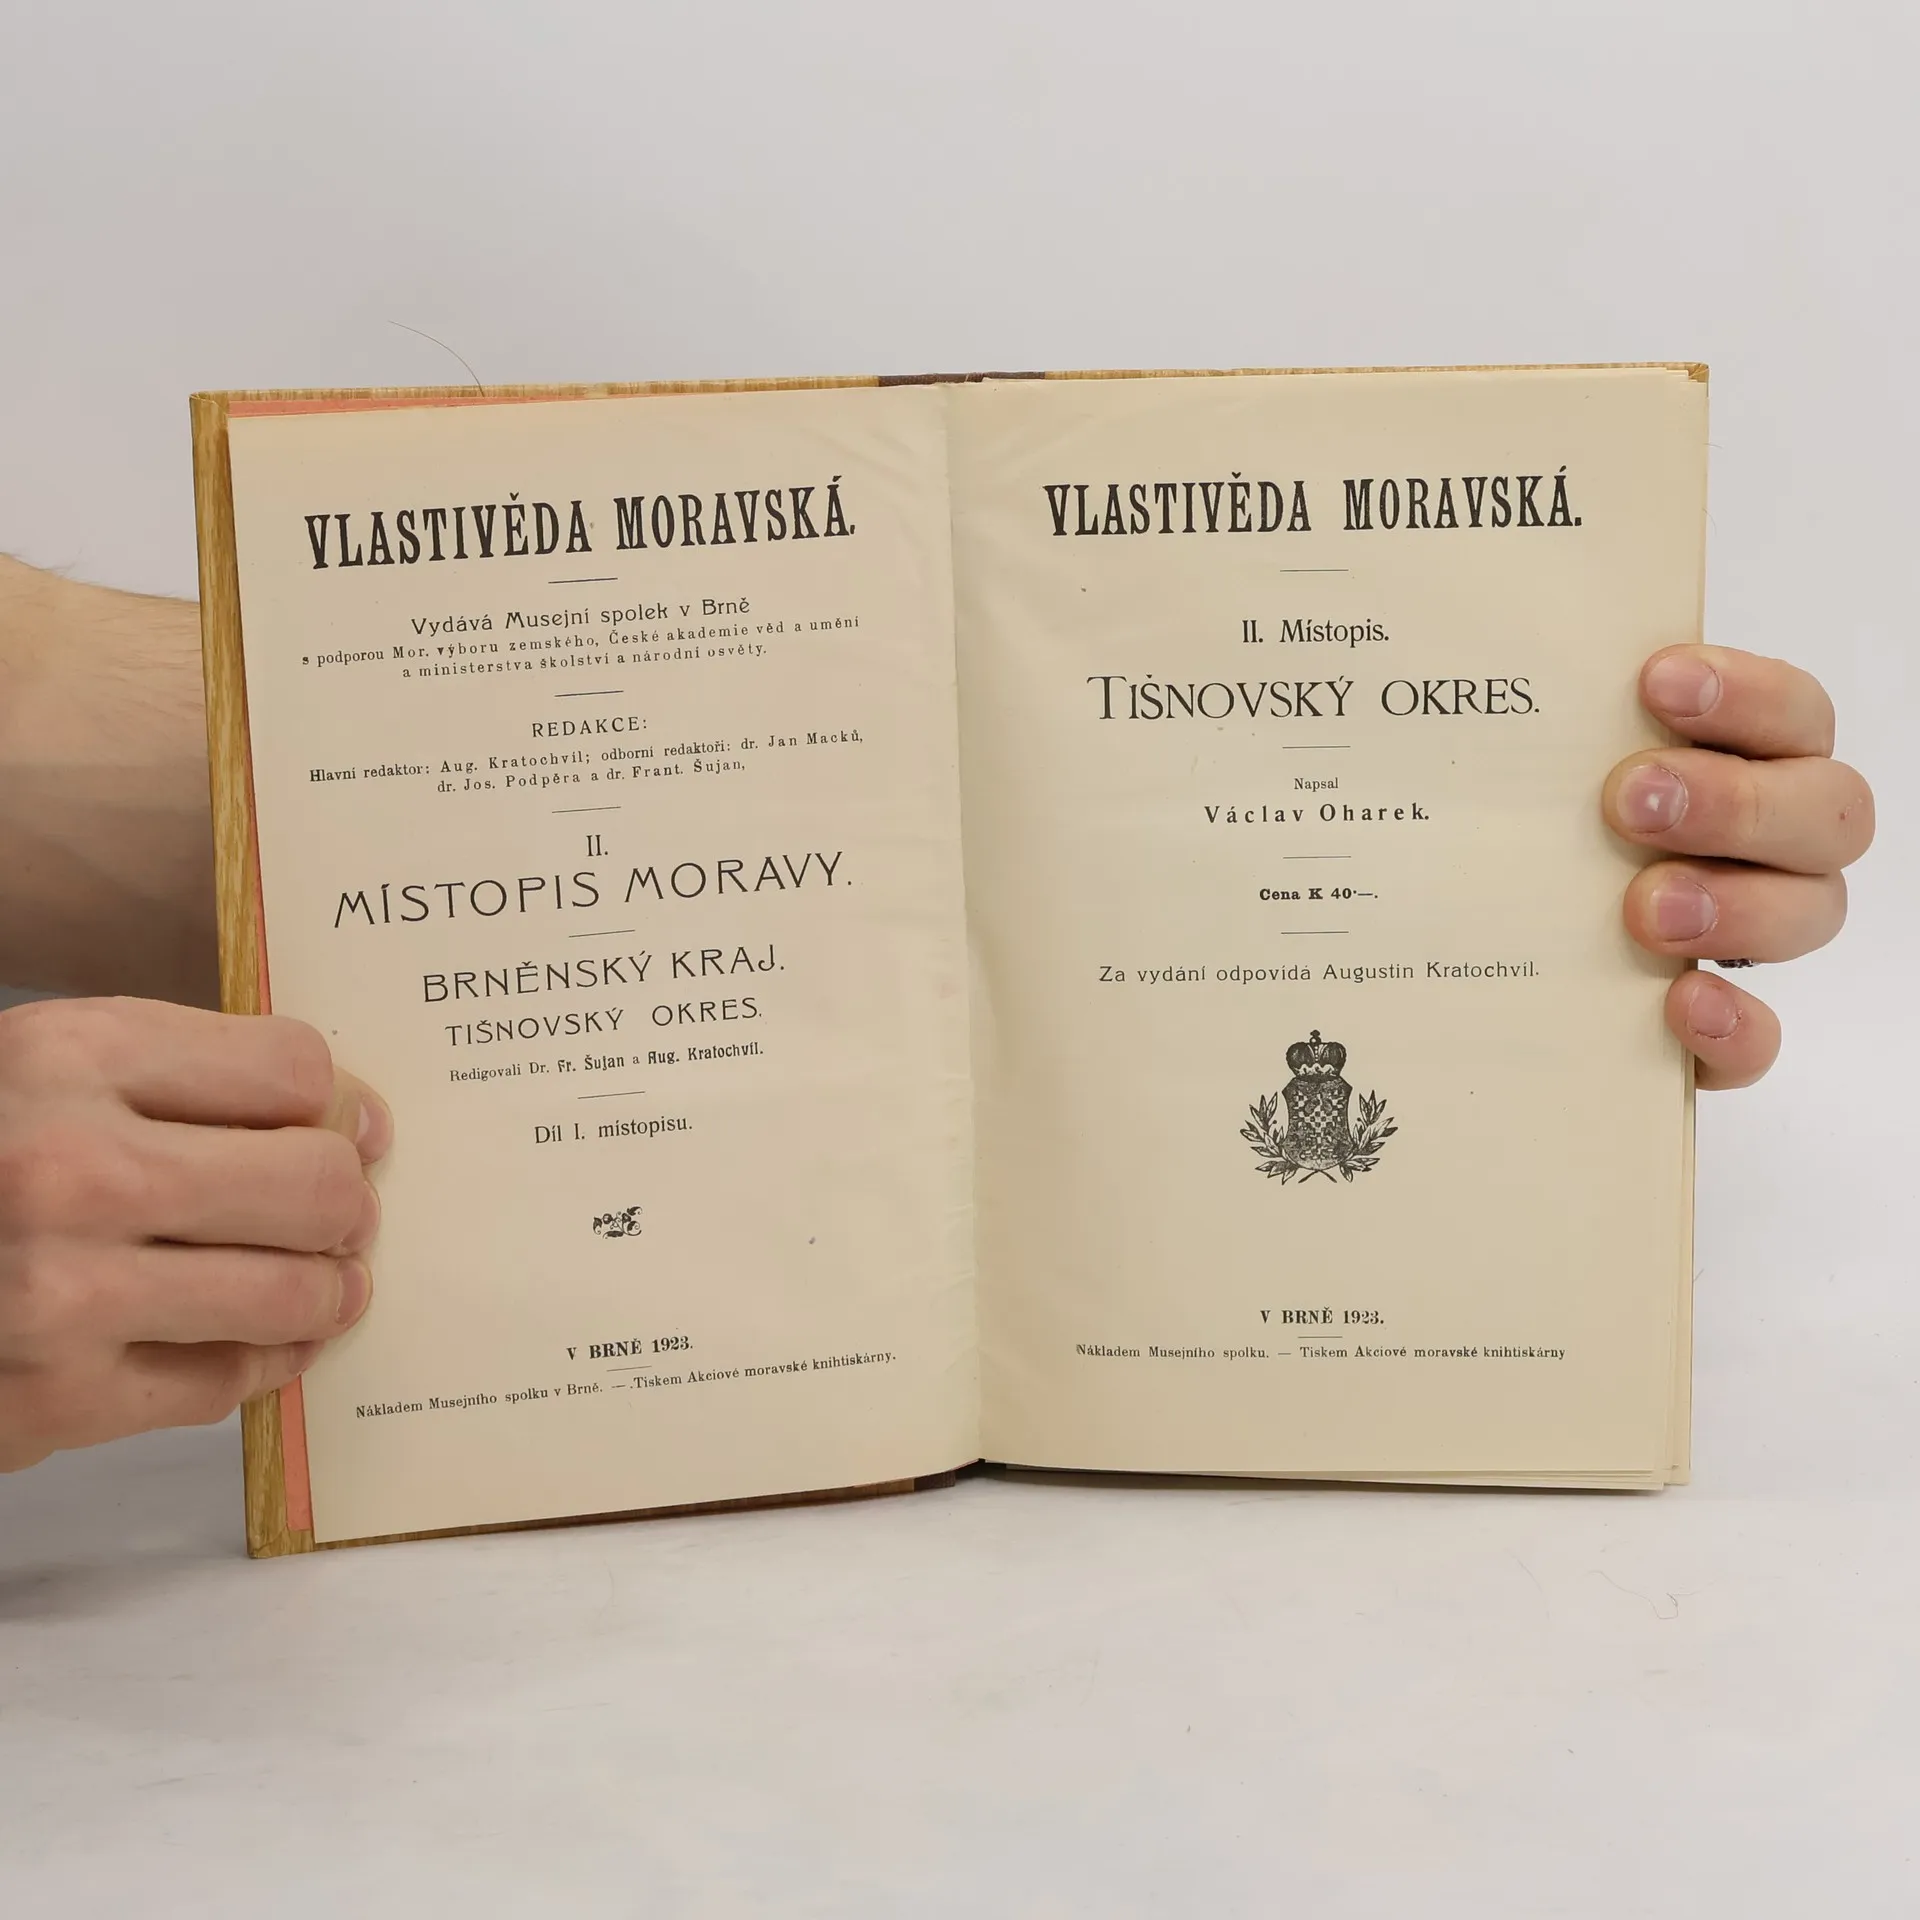 VLASTIVĚDA MORAVSKÁ.
Vydává Musejní spolek v Brně
s podporou Mor. výboru zemského, České akademie věd a umění
a ministerstva školství a národní osvěty.
REDAKCE:
Hlavní redaktor: Aug. Kratochvíl; odborní redaktoři: dr. Jan Macků,
dr. Jos. Podpěra a dr. Frant. Šujan,
II.
MÍSTOPIS MORAVY.
BRNĚNSKÝ KRAJ.
TIŠNOVSKÝ OKRES.
Redigovali Dr. Fr. Šujan a Aug. Kratochvíl.
Díl I. místopisu.
V BRNĚ 1923.
Nákladem Musejního spolku v Brně. — .Tiskem Akciové moravské knihtiskárny.
VLASTIVĚDA MORAVSKÁ.
II. Místopis.
TIŠNOVSKÝ OKRES.
Napsal
Václav Oharek.
Cena K 40·—.
Za vydání odpovídá Augustin Kratochvíl.
V BRNĚ 1923.
Nákladem Musejního spolku. — Tiskem Akciové moravské knihtiskárny